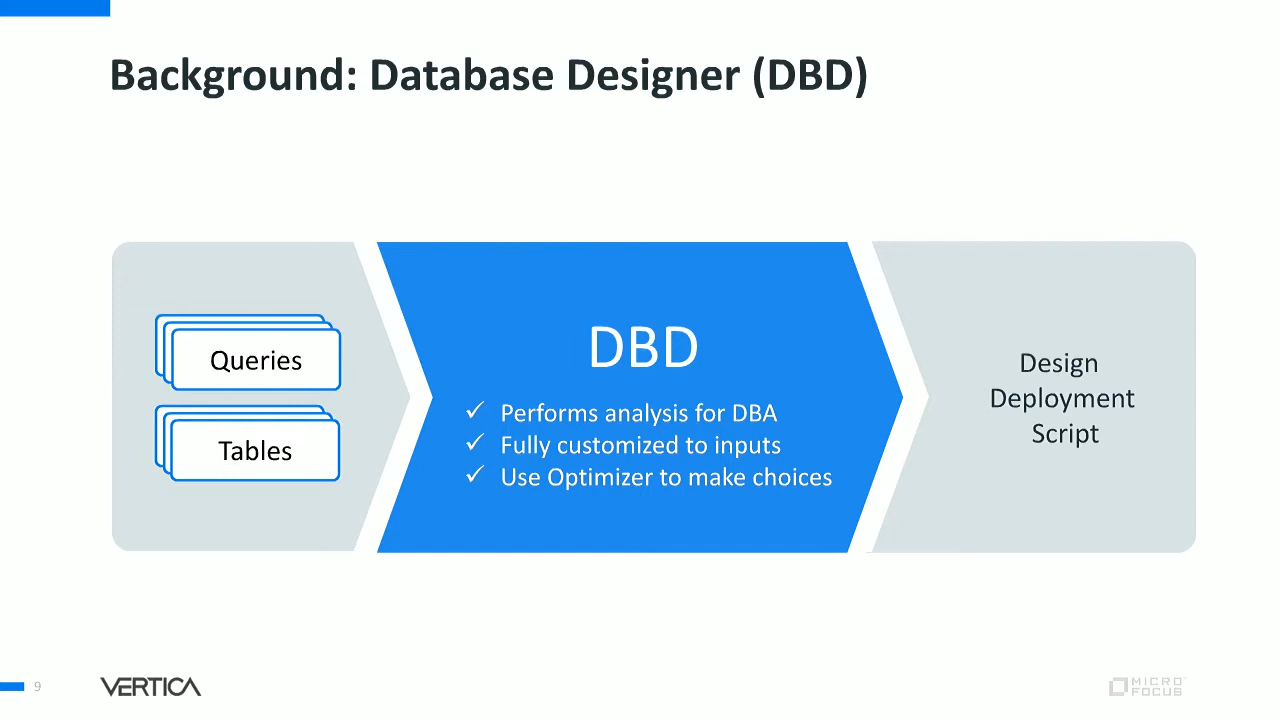 Background: Database Designer (DBD)
Queries
Tables
DBD
✓ Performs analysis for DBA
✓ Fully customized to inputs
✓ Use Optimizer to make choices
Design
Deployment
Script
9
VERTICA
MICRO
FOCUS